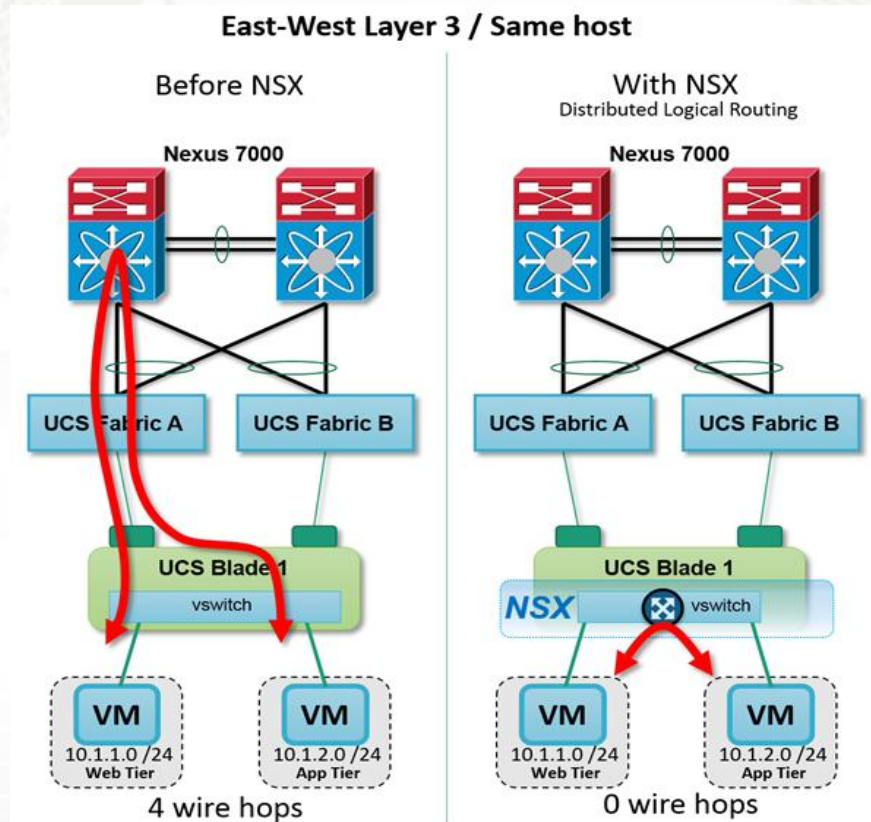 East-West Layer 3 / Same host
Before NSX
Nexus 7000
UCS Fabric A
UCS Fabric B
UCS Blade 1
vswitch
VM
10.1.1.0 /24
Web Tier
VM
10.1.2.0 /24
App Tier
4 wire hops
With NSX
Distributed Logical Routing
Nexus 7000
UCS Fabric A
UCS Fabric B
UCS Blade 1
NSX
vswitch
VM
10.1.1.0 /24
Web Tier
VM
10.1.2.0 /24
App Tier
0 wire hops